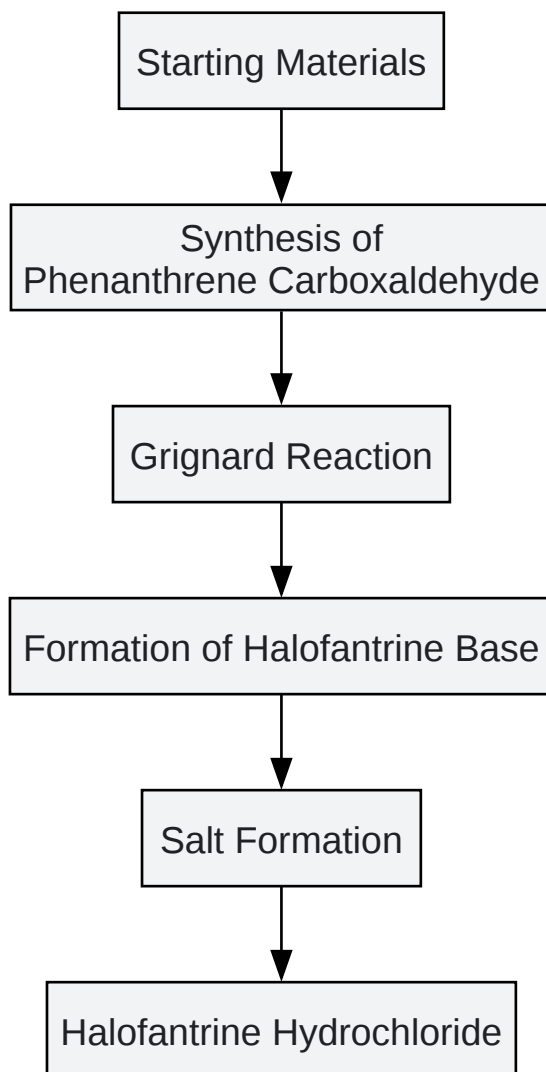 Starting Materials
Synthesis of
Phenanthrene Carboxaldehyde
Grignard Reaction
Formation of Halofantrine Base
Salt Formation
Halofantrine Hydrochloride